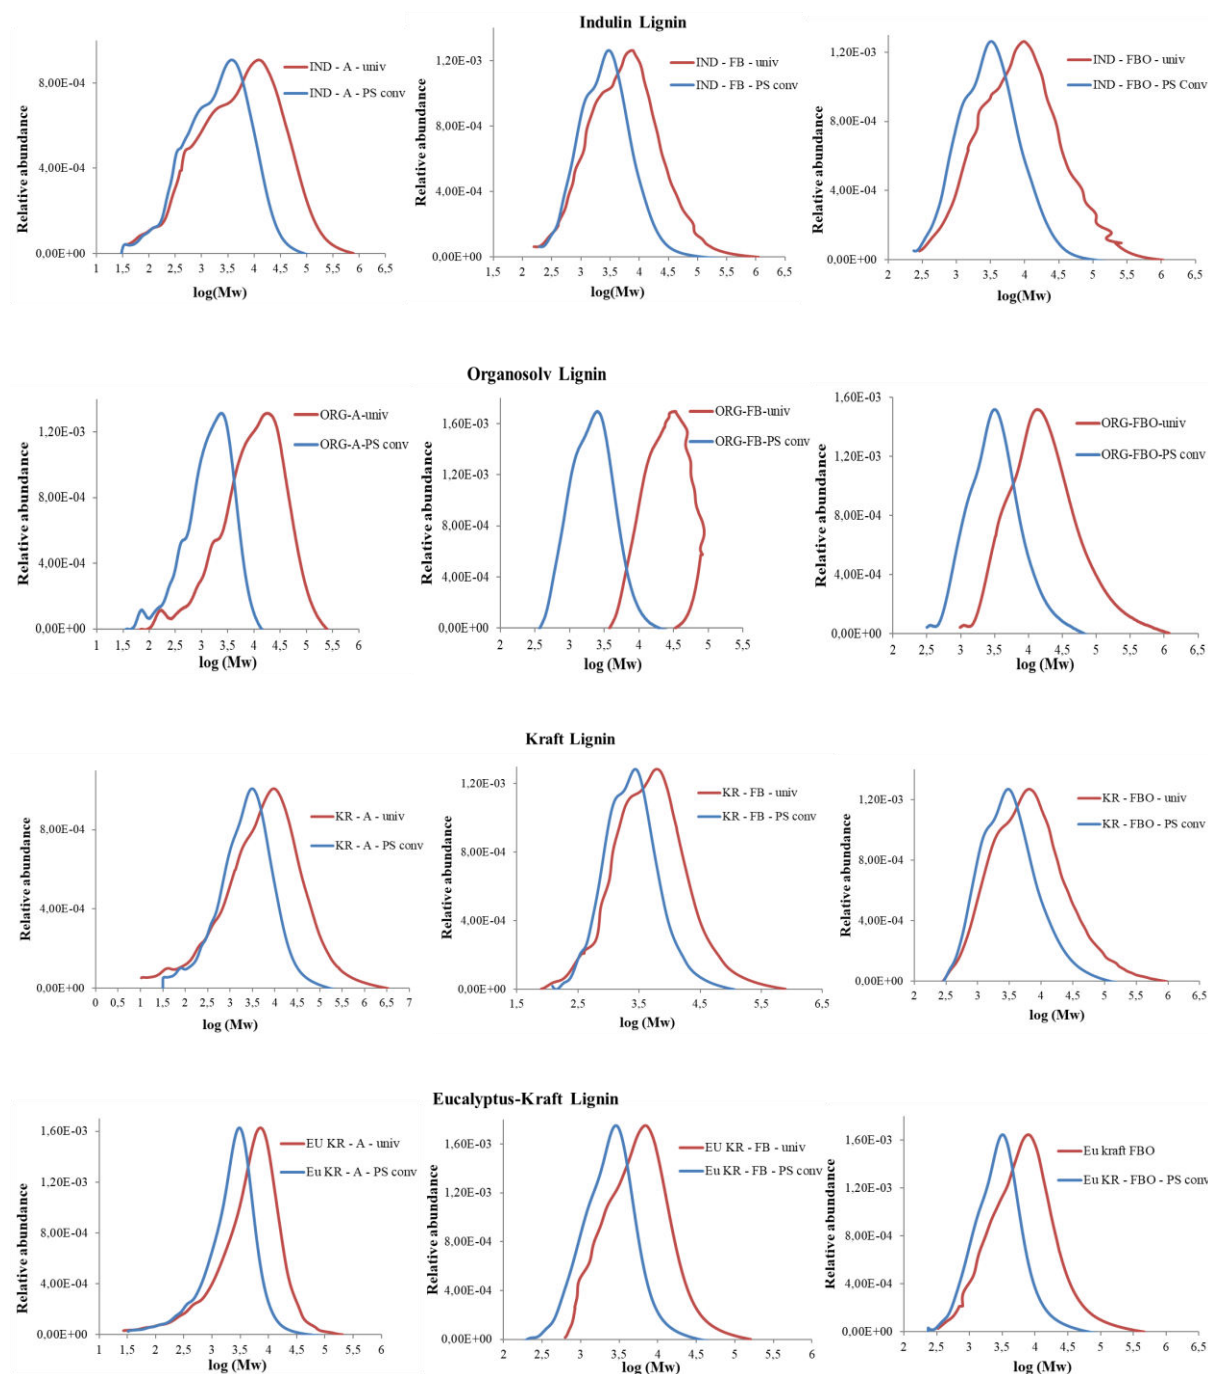 Indulin Lignin
Relative abundance
8,00E-04
4,00E-04
0,00E+00
1 1,5 2 2,5 3 3,5 4 4,5 5 5,5 6 6,5
log(Mw)
IND - A - univ
IND - A - PS conv
Relative abundance
1,20E-03
8,00E-04
4,00E-04
0,00E+00
1,5 2,5 3,5 4,5 5,5 6,5
log(Mw)
IND - FB - univ
IND - FB - PS conv
Relative abundance
1,20E-03
8,00E-04
4,00E-04
0,00E+00
2 2,5 3 3,5 4 4,5 5 5,5 6 6,5
log(Mw)
IND - FBO - univ
IND - FBO - PS Conv
Organosolv Lignin
Relative abundance
1,20E-03
8,00E-04
4,00E-04
0,00E+00
1 1,5 2 2,5 3 3,5 4 4,5 5 5,5 6
log (Mw)
ORG-A-univ
ORG-A-PS conv
Relative abundance
1,60E-03
1,20E-03
8,00E-04
4,00E-04
0,00E+00
2 2,5 3 3,5 4 4,5 5 5,5
log (Mw)
ORG-FB-univ
ORG-FB-PS conv
Relative abundance
1,60E-03
1,20E-03
8,00E-04
4,00E-04
0,00E+00
2 2,5 3 3,5 4 4,5 5 5,5 6 6,5
log (Mw)
ORG-FBO-univ
ORG-FBO-PS conv
Kraft Lignin
Relative abundance
8,00E-04
4,00E-04
0,00E+00
0 0,5 1 1,5 2 2,5 3 3,5 4 4,5 5 5,5 6 6,5 7
log (Mw)
KR - A - univ
KR - A - PS conv
Relative abundance
1,20E-03
8,00E-04
4,00E-04
0,00E+00
1,5 2,5 3,5 4,5 5,5 6,5
log (Mw)
KR - FB - univ
KR - FB - PS conv
Relative abundance
1,20E-03
8,00E-04
4,00E-04
0,00E+00
2 2,5 3 3,5 4 4,5 5 5,5 6 6,5
log (Mw)
KR - FBO - univ
KR - FBO - PS conv
Eucalyptus-Kraft Lignin
Relative abundance
1,60E-03
1,20E-03
8,00E-04
4,00E-04
0,00E+00
1 1,5 2 2,5 3 3,5 4 4,5 5 5,5 6
log (Mw)
EU KR - A - univ
Eu KR - A - PS conv
Relative abundance
1,60E-03
1,20E-03
8,00E-04
4,00E-04
0,00E+00
2 2,5 3 3,5 4 4,5 5 5,5 6
log (Mw)
EU KR - FB - univ
Eu KR - FB - PS conv
Relative abundance
1,60E-03
1,20E-03
8,00E-04
4,00E-04
0,00E+00
2 2,5 3 3,5 4 4,5 5 5,5 6 6,5
log (Mw)
Eu kraft FBO
Eu KR - FBO - PS conv